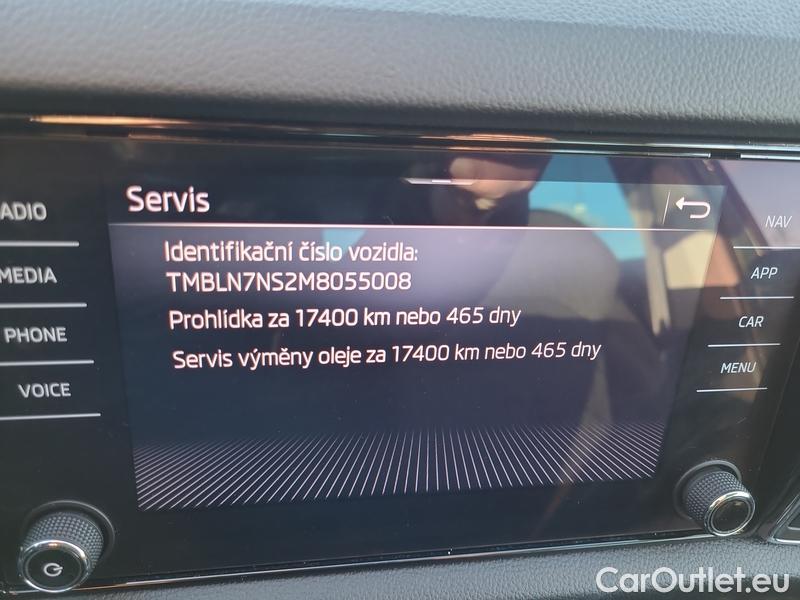 Servis
Identifikační číslo vozidla:
TMBLN7NS2M8055008
Prohlídka za 17400 km nebo 465 dny
Servis výměny oleje za 17400 km nebo 465 dny
ADIO
MEDIA
PHONE
VOICE
NAV
APP
CAR
MENU
CarOutlet.eu